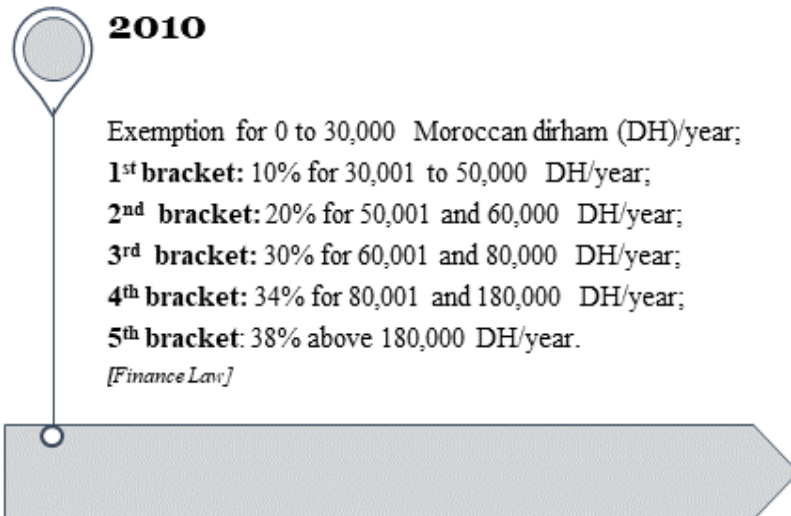 2010
Exemption for 0 to 30,000 Moroccan dirham (DH)/year;
1st bracket: 10% for 30,001 to 50,000 DH/year;
2nd bracket: 20% for 50,001 and 60,000 DH/year;
3rd bracket: 30% for 60,001 and 80,000 DH/year;
4th bracket: 34% for 80,001 and 180,000 DH/year;
5th bracket: 38% above 180,000 DH/year.
[Finance Law]